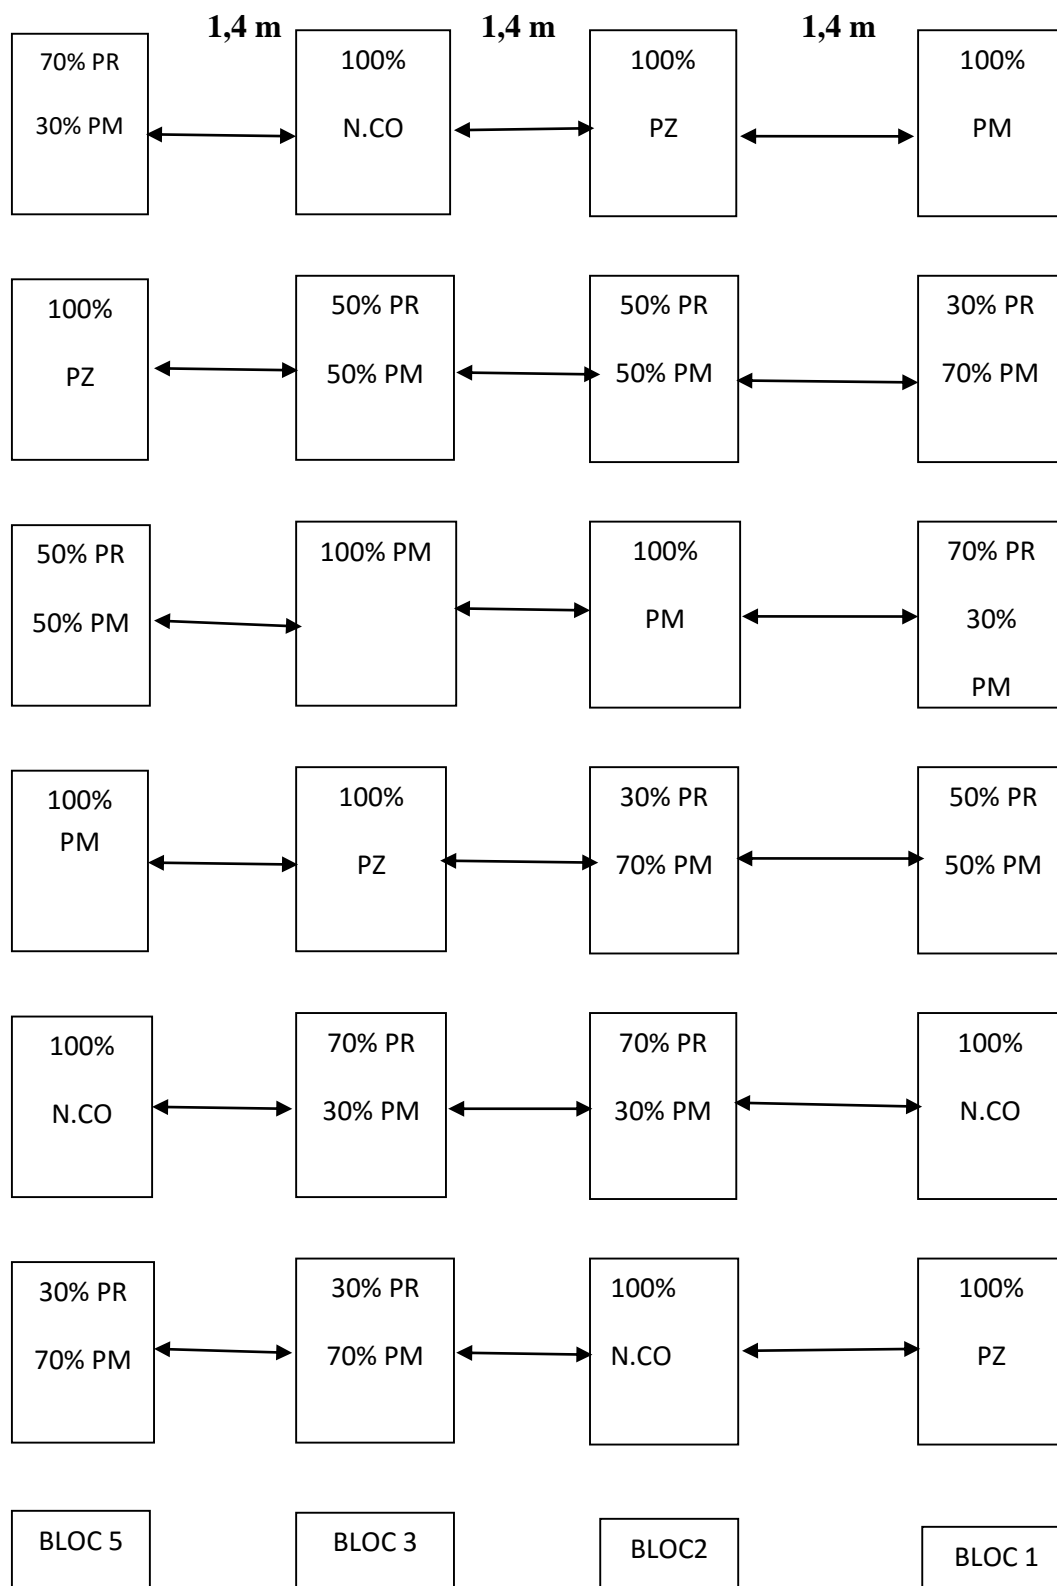 1,4 m 1,4 m 1,4 m
70% PR 100% 100% 100%
30% PM N.CO PZ PM
100% 50% PR 50% PR 30% PR
PZ 50% PM 50% PM 70% PM
50% PR 100% PM 100% 70% PR
50% PM PM 30%
PM
100% 100% 30% PR 50% PR
PM PZ 70% PM 50% PM
100% 70% PR 70% PR 100%
N.CO 30% PM 30% PM N.CO
30% PR 30% PR 100% 100%
70% PM 70% PM N.CO PZ
BLOC 5 BLOC 3 BLOC2 BLOC 1